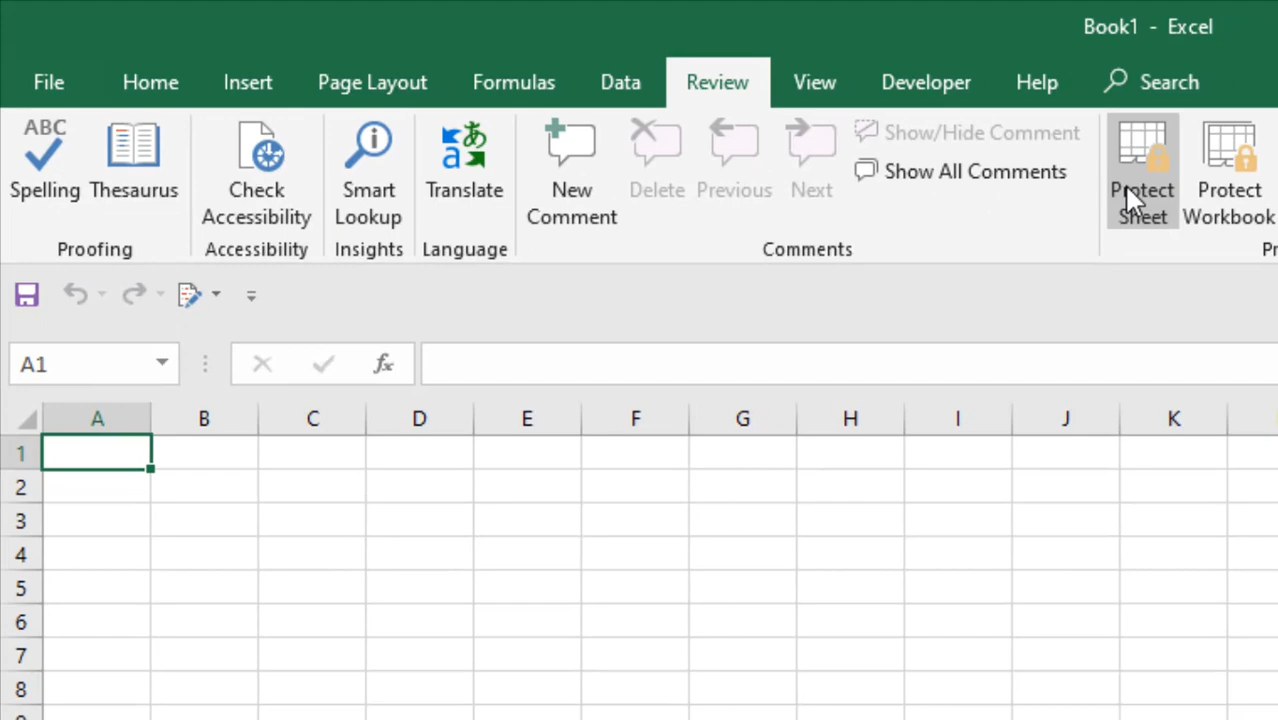 Book1 - Excel
File Home Insert Page Layout Formulas Data Review View Developer Help Search
ABC
a あ
Spelling Thesaurus Check Accessibility Smart Lookup Translate New Comment Delete Previous Next Show/Hide Comment
Show All Comments
Protect Sheet Protect Workbook
Proofing Accessibility Insights Language Comments Pr
A1 fx
A B C D E F G H I J K
1
2
3
4
5
6
7
8